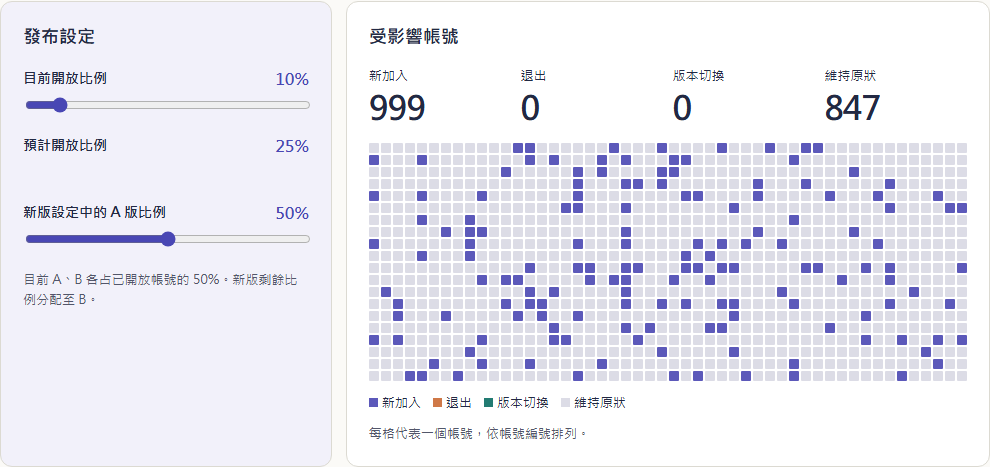 發布設定
目前開放比例 10%
預計開放比例 25%
新版設定中的 A 版比例 50%
目前 A、B 各占已開放帳號的 50%。新版剩餘比
例分配至 B。
受影響帳號
新加入 退出 版本切換 維持原狀
999 0 0 847
新加入 退出 版本切換 維持原狀
每格代表一個帳號，依帳號編號排列。